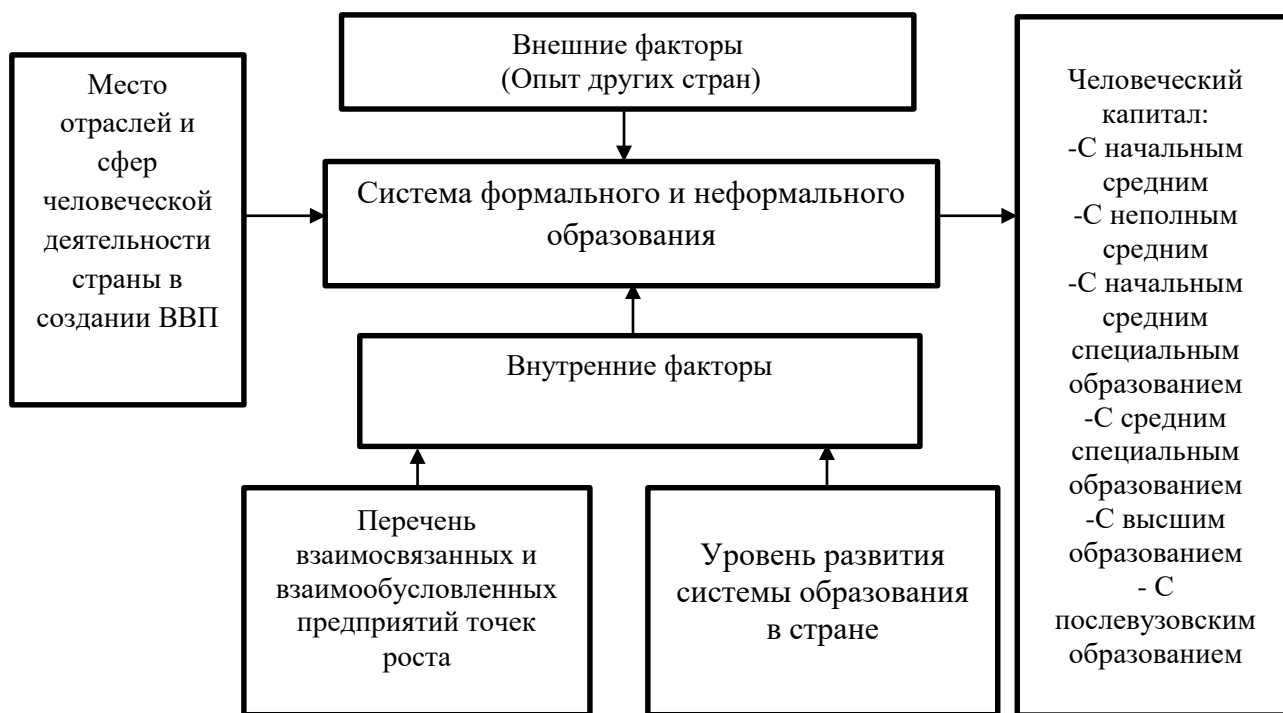 Место
отраслей и
сфер
человеческой
деятельности
страны в
создании ВВП
Внешние факторы
(Опыт других стран)
Система формального и неформального
образования
Внутренние факторы
Перечень
взаимосвязанных и
взаимообусловленных
предприятий точек
роста
Уровень развития
системы образования
в стране
Человеческий
капитал:
-С начальным
средним
-С неполным
средним
-С начальным
средним
специальным
образованием
-С средним
специальным
образованием
-С высшим
образованием
- С
послевузовским
образованием